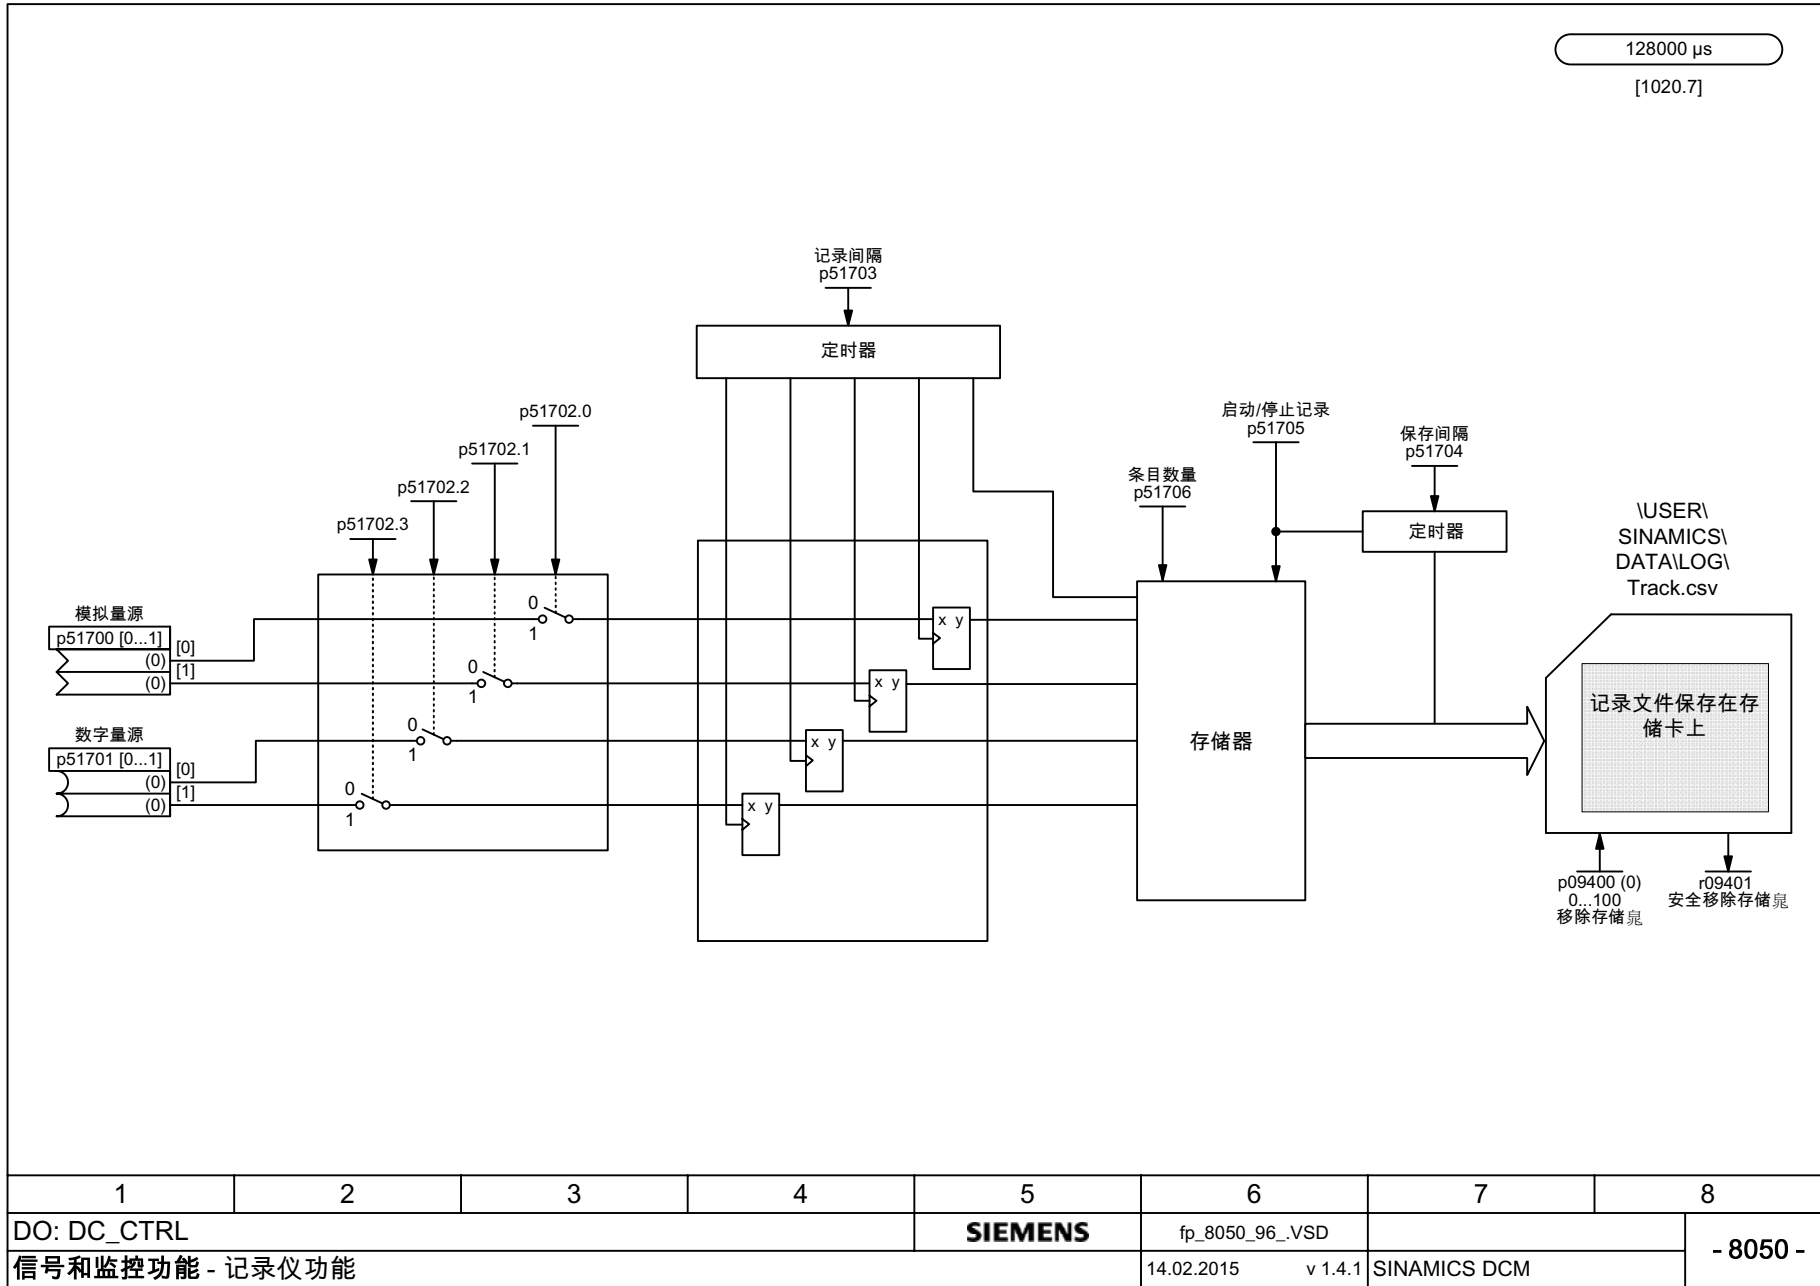 128000 µs
[1020.7]
记录间隔
p51703
定时器
p51702.0
p51702.1
p51702.2
p51702.3
启动/停止记录
p51705
保存间隔
p51704
条目数量
p51706
定时器
\USER\
SINAMICS\
DATA\LOG\
Track.csv
模拟量源
p51700 [0...1]
[0]
(0)
[1]
(0)
数字量源
p51701 [0...1]
[0]
(0)
[1]
(0)
0
1
0
1
0
1
0
1
x y
x y
x y
x y
存储器
记录文件保存在存
储卡上
p09400 (0)
0...100
移除存储晁
r09401
安全移除存储晁
1 2 3 4 5 6 7 8
DO: DC_CTRL
SIEMENS
fp_8050_96_.VSD
- 8050 -
信号和监控功能 - 记录仪功能
14.02.2015 v 1.4.1
SINAMICS DCM